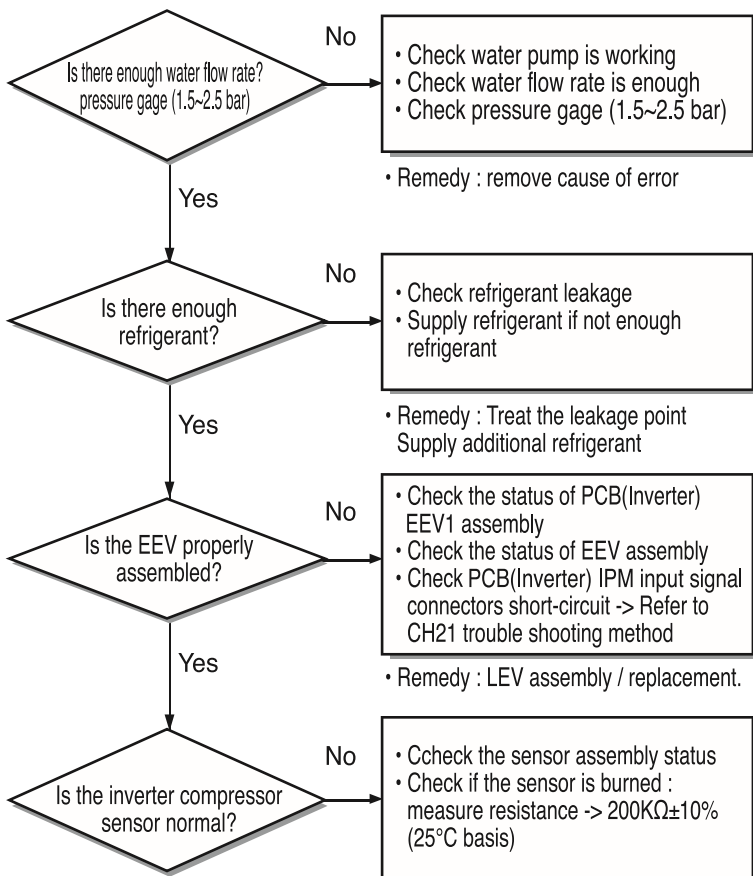 Is there enough water flow rate?
pressure gage (1.5~2.5 bar)
No
• Check water pump is working
• Check water flow rate is enough
• Check pressure gage (1.5~2.5 bar)
• Remedy : remove cause of error
Yes
Is there enough
refrigerant?
No
• Check refrigerant leakage
• Supply refrigerant if not enough
refrigerant
• Remedy : Treat the leakage point
Supply additional refrigerant
Yes
Is the EEV properly
assembled?
No
• Check the status of PCB(Inverter)
EEV1 assembly
• Check the status of EEV assembly
• Check PCB(Inverter) IPM input signal
connectors short-circuit -> Refer to
CH21 trouble shooting method
• Remedy : LEV assembly / replacement.
Yes
Is the inverter compressor
sensor normal?
No
• Ccheck the sensor assembly status
• Check if the sensor is burned :
measure resistance -> 200KΩ±10%
(25°C basis)